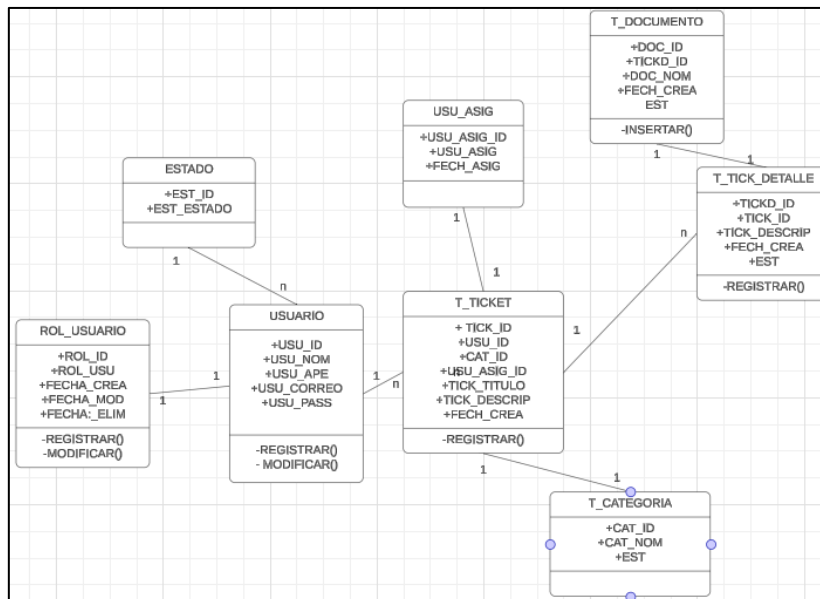 T_DOCUMENTO
+DOC_ID
+TICKD_ID
+DOC_NOM
+FECH_CREA
EST
-INSERTAR()
1
1
USU_ASIG
+USU_ASIG_ID
+USU_ASIG
+FECH_ASIG
1
1
ESTADO
+EST_ID
+EST_ESTADO
1
n
T_TICK_DETALLE
+TICKD_ID
+TICK_ID
+TICK_DESCRIP
+FECH_CREA
+EST
-REGISTRAR()
n
1
ROL_USUARIO
+ROL_ID
+ROL_USU
+FECHA_CREA
+FECHA_MOD
+FECHA:_ELIM
-REGISTRAR()
-MODIFICAR()
1
1
USUARIO
+USU_ID
+USU_NOM
+USU_APE
+USU_CORREO
+USU_PASS
-REGISTRAR()
- MODIFICAR()
1
n
T_TICKET
+ TICK_ID
+USU_ID
+CAT_ID
+USU_ASIG_ID
n
+TICK_TITULO
+TICK_DESCRIP
+FECH_CREA
-REGISTRAR()
1
1
T_CATEGORIA
+CAT_ID
+CAT_NOM
+EST